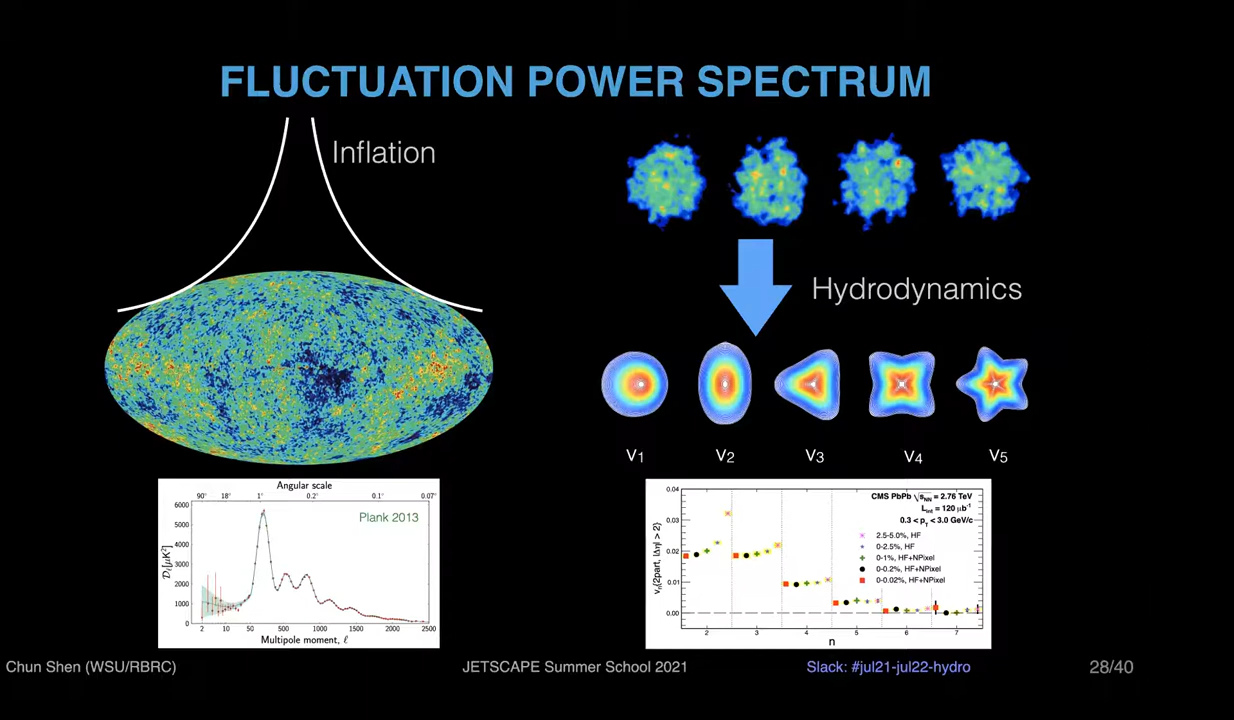 FLUCTUATION POWER SPECTRUM
Inflation
Hydrodynamics
V1 V2 V3 V4 V5
Angular scale
90° 18° 1° 0.2° 0.1° 0.07°
6000
5000
4000
3000
2000
1000
0
Dℓ[μK²]
Plank 2013
2 10 50 500 1000 1500 2000 2500
Multipole moment, ℓ
0.04
0.03
0.02
0.01
0.00
vn{2part, |Δη| > 2}
CMS PbPb √sNN = 2.76 TeV
Lint = 120 μb⁻¹
0.3 < pT < 3.0 GeV/c
2.5-5.0%, HF
0-2.5%, HF
0-1%, HF+NPixel
0-0.2%, HF+NPixel
0-0.02%, HF+NPixel
2 3 4 5 6 7
n
Chun Shen (WSU/RBRC)
JETSCAPE Summer School 2021
Slack: #jul21-jul22-hydro
28/40